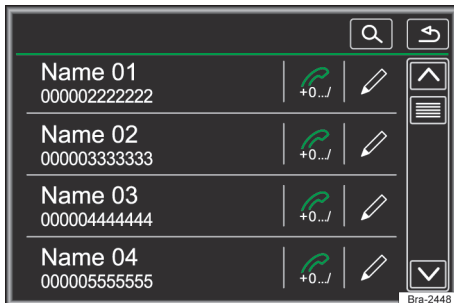 Name 01
000002222222
+0.../
Name 02
000003333333
+0.../
Name 03
000004444444
+0.../
Name 04
000005555555
+0.../
Bra-2448